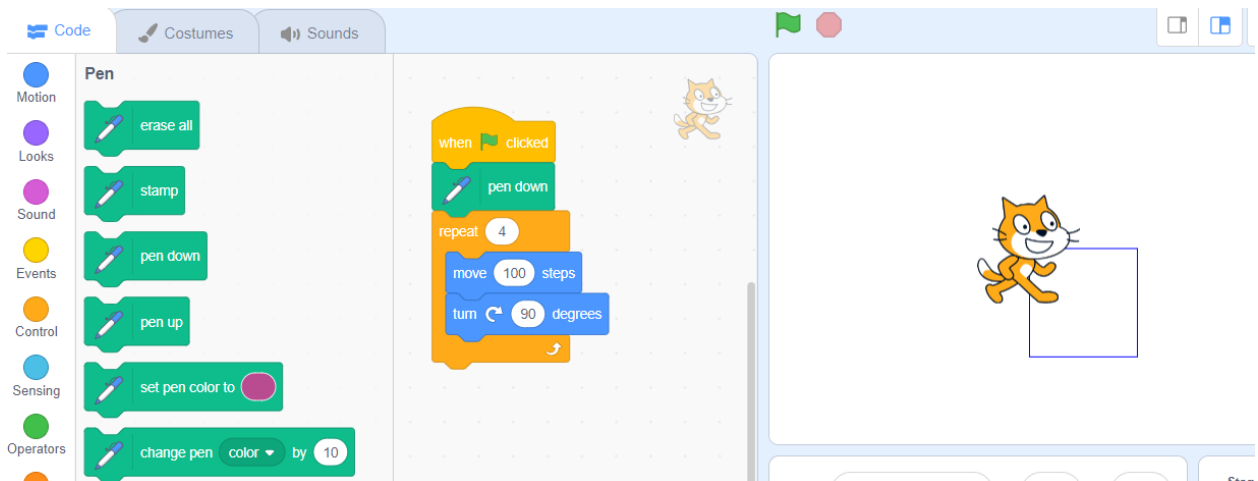 Code
Costumes
Sounds
Motion
Looks
Sound
Events
Control
Sensing
Operators
Pen
erase all
stamp
pen down
pen up
set pen color to
change pen color by 10
when clicked
pen down
repeat 4
move 100 steps
turn 90 degrees